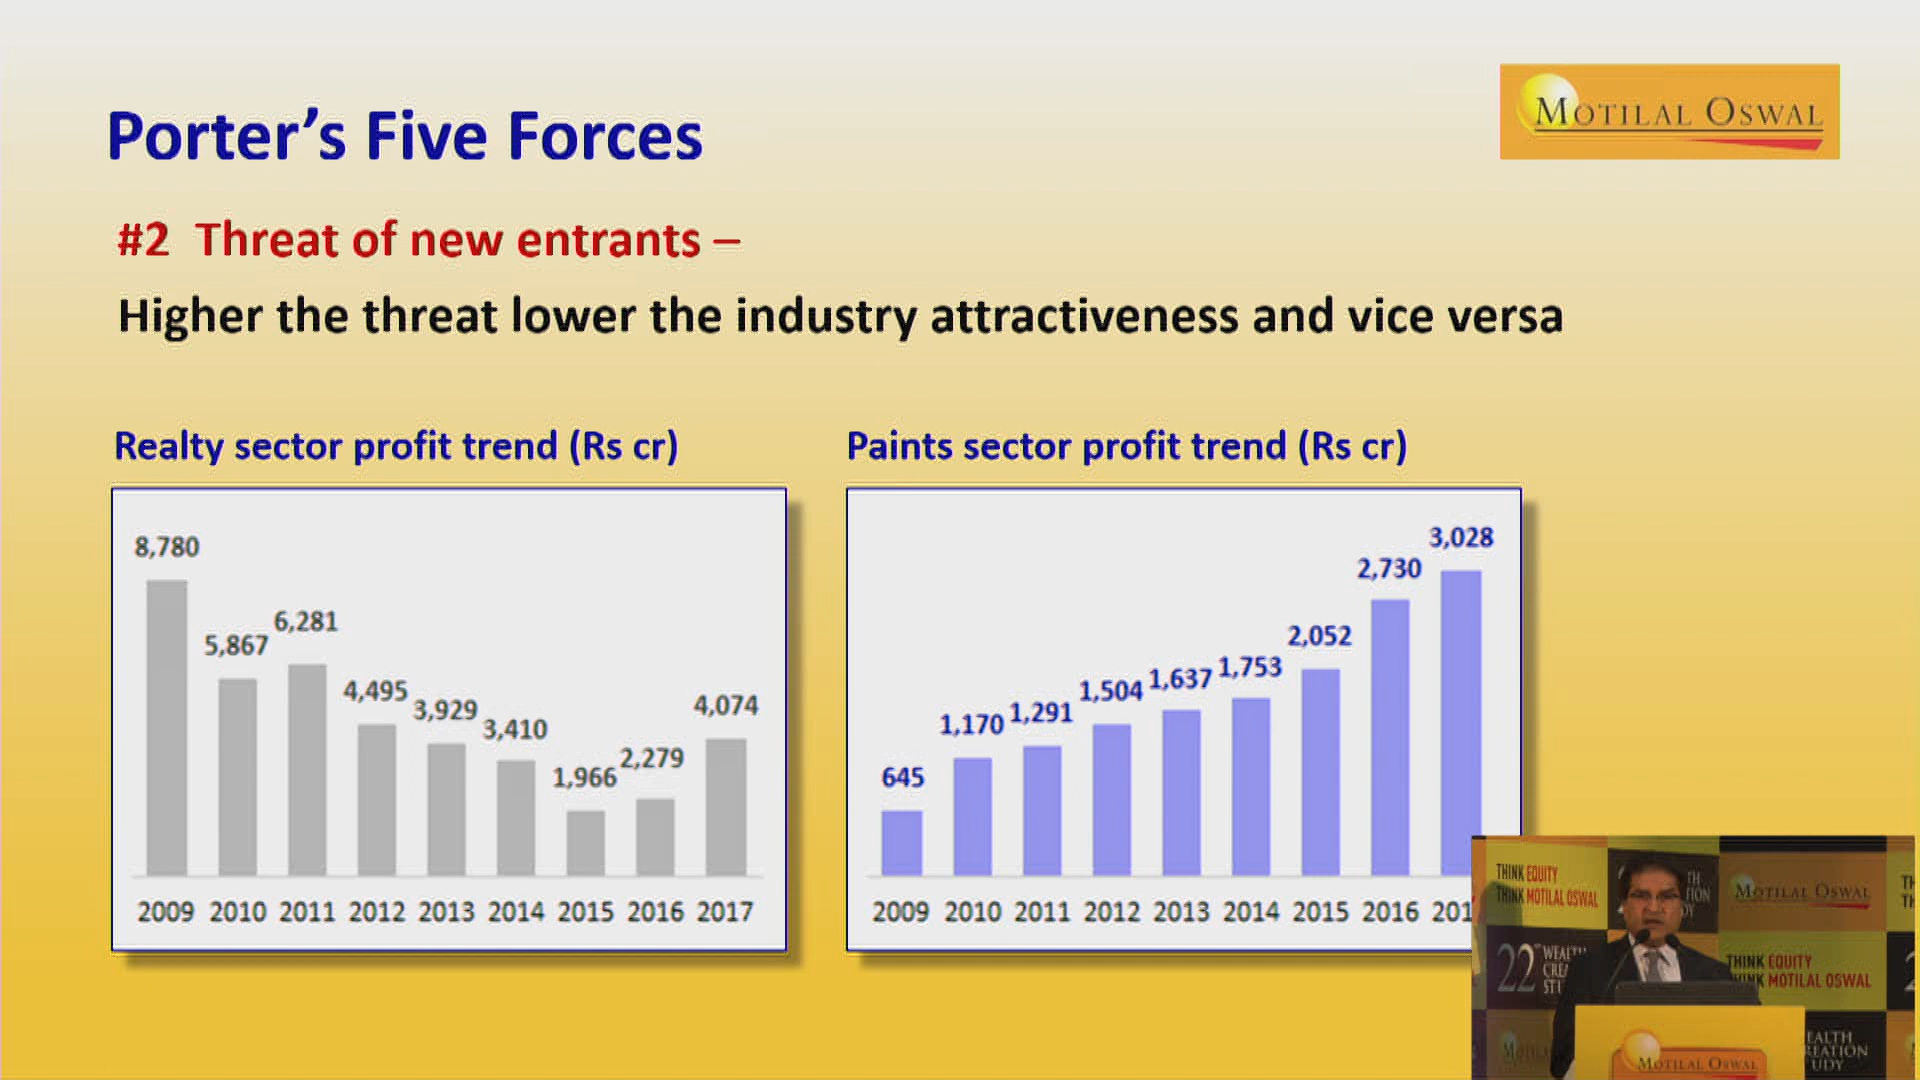 Porter's Five Forces
MOTILAL OSWAL
#2 Threat of new entrants –
Higher the threat lower the industry attractiveness and vice versa
Realty sector profit trend (Rs cr)
8,780
5,867
6,281
4,495
3,929
3,410
1,966
2,279
4,074
2009 2010 2011 2012 2013 2014 2015 2016 2017
Paints sector profit trend (Rs cr)
645
1,170
1,291
1,504
1,637
1,753
2,052
2,730
3,028
2009 2010 2011 2012 2013 2014 2015 2016 201
THINK EQUITY
THINK MOTILAL OSWAL
MOTILAL OSWAL
22
WEALTH
THINK EQUITY
THINK MOTILAL OSWAL
MOTILAL OSWAL